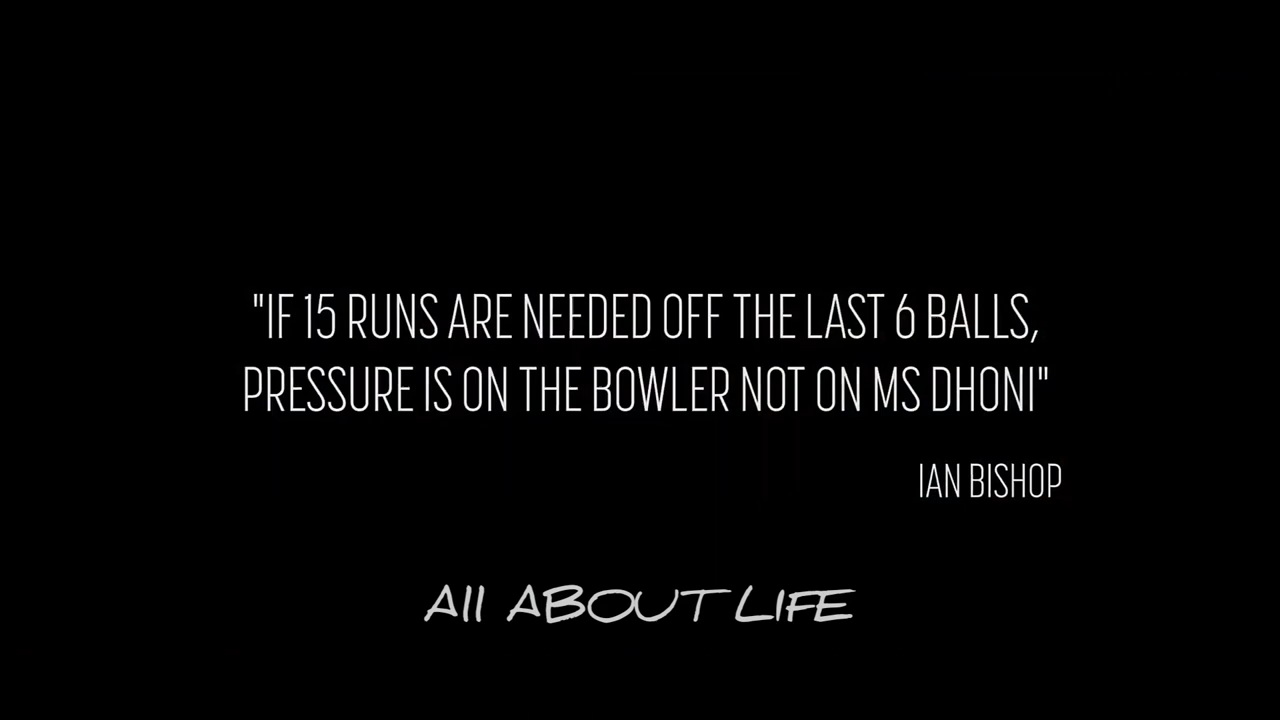 "IF 15 RUNS ARE NEEDED OFF THE LAST 6 BALLS,
PRESSURE IS ON THE BOWLER NOT ON MS DHONI"
IAN BISHOP
All ABOUT LIFE